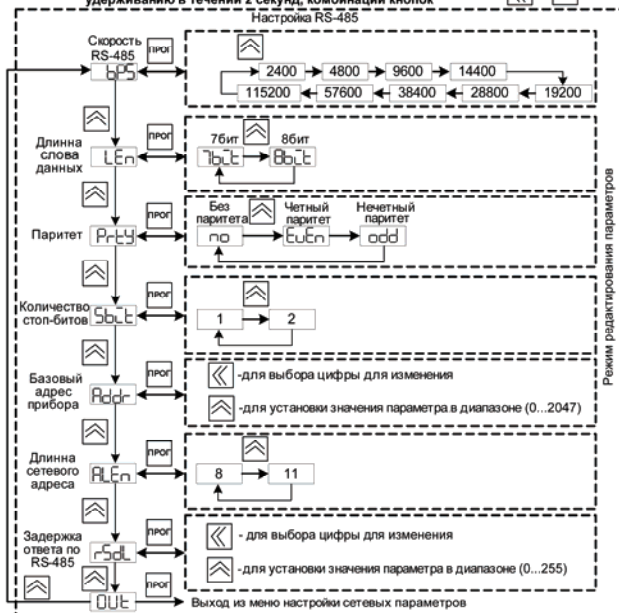 удерживанию в течении 2 секунд, комбинации кнопок
Настройка RS-485
Скорость
RS-485
bPS
ПРОГ
2400
4800
9600
14400
115200
57600
38400
28800
19200
Длинна
слова
данных
LEn
ПРОГ
7бит
8бит
7bit
8bit
Паритет
PrtY
ПРОГ
Без
паритета
Четный
паритет
Нечетный
паритет
no
EuEn
odd
Количество
стоп-битов
Sbit
ПРОГ
1
2
Базовый
адрес
прибора
Addr
ПРОГ
-для выбора цифры для изменения
-для установки значения параметра в диапазоне (0...2047)
Длинна
сетевого
адреса
ALEn
ПРОГ
8
11
Задержка
ответа по
RS-485
rSdL
ПРОГ
- для выбора цифры для изменения
-для установки значения параметра в диапазоне (0...255)
OUt
ПРОГ
Выход из меню настройки сетевых параметров
Режим редактирования параметров